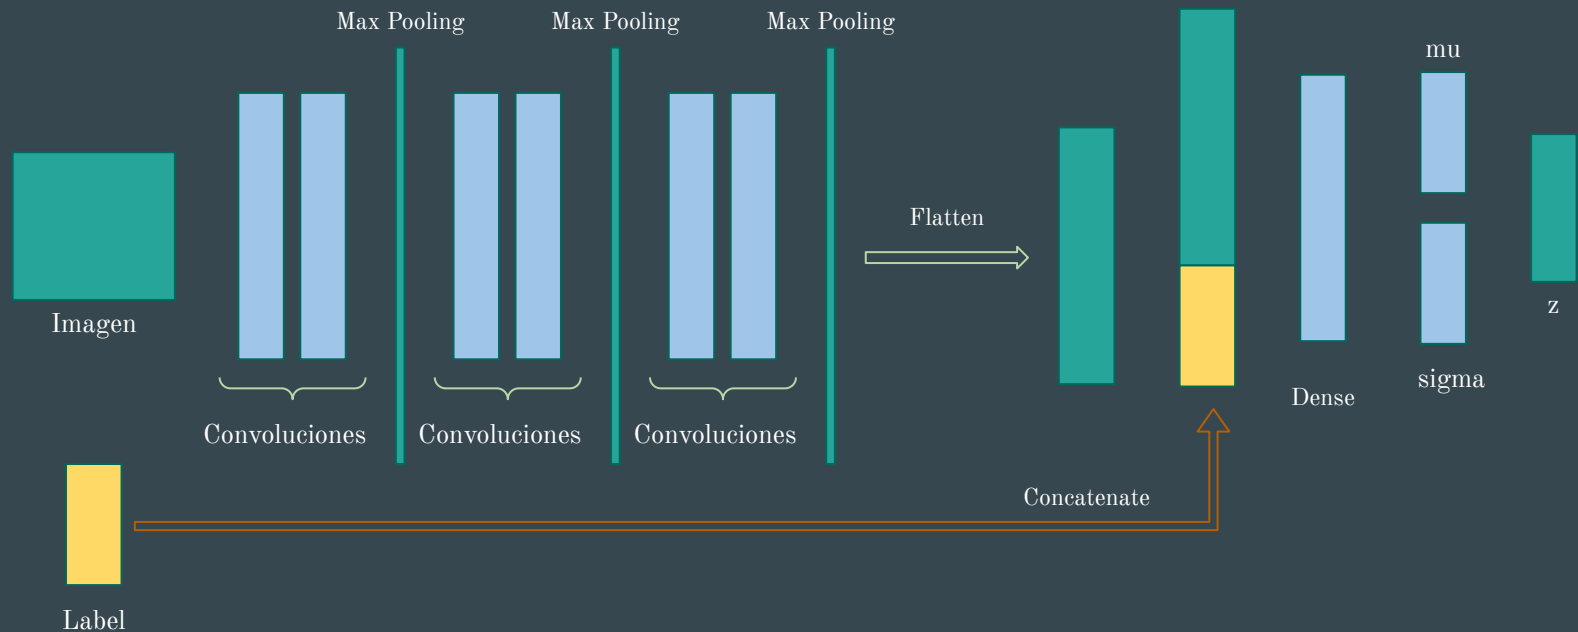 Max Pooling
Max Pooling
Max Pooling
mu
Flatten
Imagen
z
sigma
Dense
Convoluciones
Convoluciones
Convoluciones
Concatenate
Label